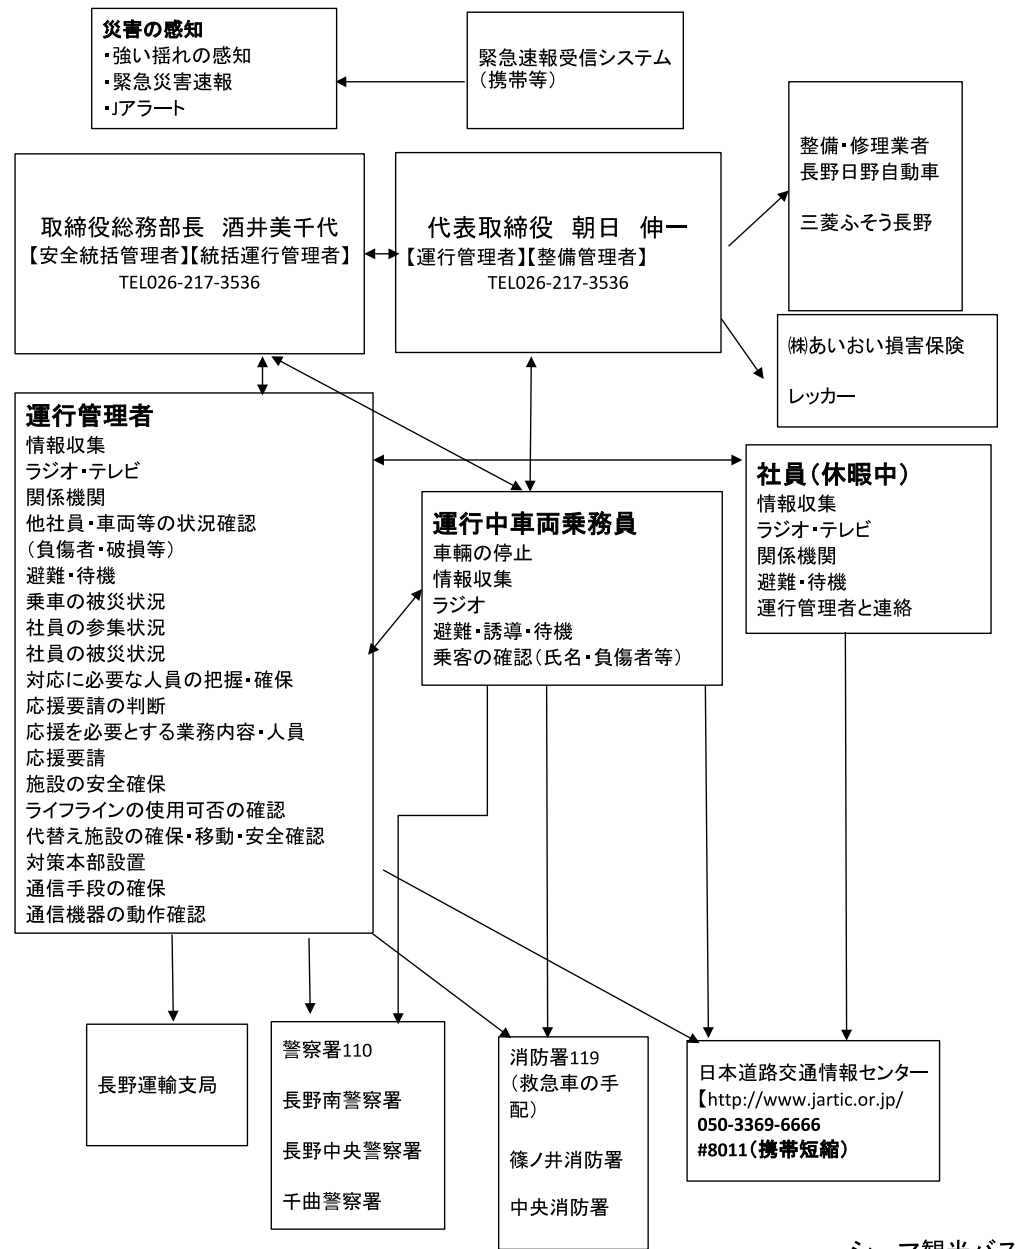 災害の感知
・強い揺れの感知
・緊急災害速報
・Jアラート
緊急速報受信システム
（携帯等）
整備・修理業者
長野日野自動車
三菱ふそう長野
取締役総務部長　酒井美千代
【安全統括管理者】【統括運行管理者】
TEL026-217-3536
代表取締役　朝日　伸一
【運行管理者】【整備管理者】
TEL026-217-3536
㈱あいおい損害保険
レッカー
運行管理者
情報収集
ラジオ・テレビ
関係機関
他社員・車両等の状況確認
（負傷者・破損等）
避難・待機
乗車の被災状況
社員の参集状況
社員の被災状況
対応に必要な人員の把握・確保
応援要請の判断
応援を必要とする業務内容・人員
応援要請
施設の安全確保
ライフラインの使用可否の確認
代替え施設の確保・移動・安全確認
対策本部設置
通信手段の確保
通信機器の動作確認
運行中車両乗務員
車輛の停止
情報収集
ラジオ
避難・誘導・待機
乗客の確認（氏名・負傷者等）
社員（休暇中）
情報収集
ラジオ・テレビ
関係機関
避難・待機
運行管理者と連絡
長野運輸支局
警察署110
長野南警察署
長野中央警察署
千曲警察署
消防署119
（救急車の手
配）
篠ノ井消防署
中央消防署
日本道路交通情報センター
【http://www.jartic.or.jp/
050-3369-6666
#8011（携帯短縮）